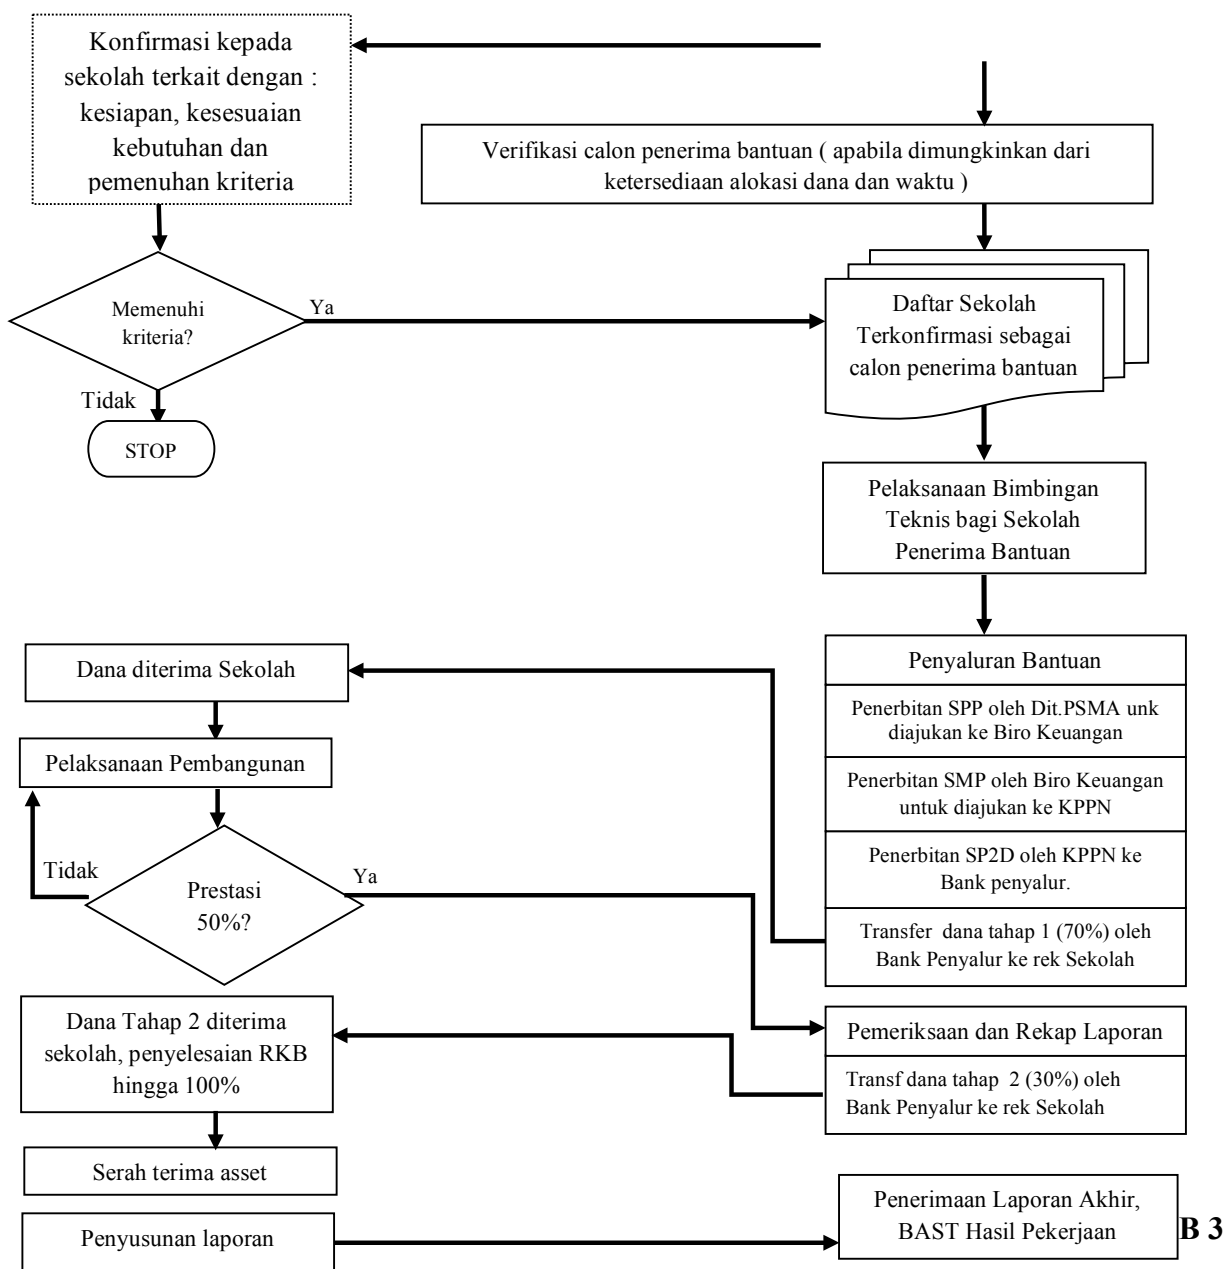 Konfirmasi kepada
sekolah terkait dengan :
kesiapan, kesesuaian
kebutuhan dan
pemenuhan kriteria
Verifikasi calon penerima bantuan ( apabila dimungkinkan dari
ketersediaan alokasi dana dan waktu )
Memenuhi
kriteria?
Ya
Tidak
STOP
Daftar Sekolah
Terkonfirmasi sebagai
calon penerima bantuan
Pelaksanaan Bimbingan
Teknis bagi Sekolah
Penerima Bantuan
Penyaluran Bantuan
Penerbitan SPP oleh Dit.PSMA unk
diajukan ke Biro Keuangan
Penerbitan SMP oleh Biro Keuangan
untuk diajukan ke KPPN
Penerbitan SP2D oleh KPPN ke
Bank penyalur.
Transfer dana tahap 1 (70%) oleh
Bank Penyalur ke rek Sekolah
Dana diterima Sekolah
Pelaksanaan Pembangunan
Tidak
Prestasi
50%?
Ya
Pemeriksaan dan Rekap Laporan
Transf dana tahap 2 (30%) oleh
Bank Penyalur ke rek Sekolah
Dana Tahap 2 diterima
sekolah, penyelesaian RKB
hingga 100%
Serah terima asset
Penyusunan laporan
Penerimaan Laporan Akhir,
BAST Hasil Pekerjaan
B 3